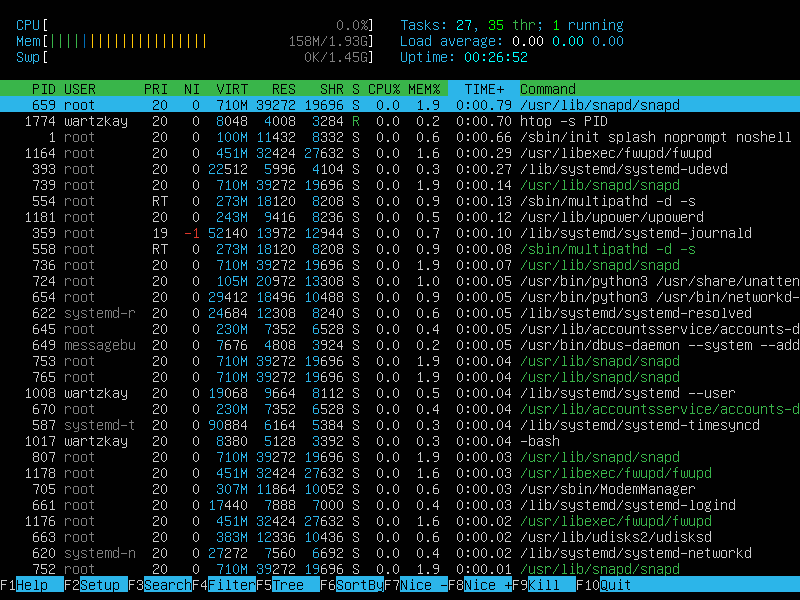 CPU[ 0.0%] Tasks: 27, 35 thr; 1 running
Mem[||||||||||||||||||||| 158M/1.93G] Load average: 0.00 0.00 0.00
Swp[ 0K/1.45G] Uptime: 00:26:52
PID USER PRI NI VIRT RES SHR S CPU% MEM% TIME+ Command
659 root 20 0 710M 39272 19696 S 0.0 1.9 0:00.79 /usr/lib/snapd/snapd
1774 wartzkay 20 0 8048 4008 3284 R 0.0 0.2 0:00.70 htop -s PID
1 root 20 0 100M 11432 8332 S 0.0 0.6 0:00.66 /sbin/init splash noprompt noshell
1164 root 20 0 451M 32424 27632 S 0.0 1.6 0:00.29 /usr/libexec/fwupd/fwupd
393 root 20 0 22512 5996 4104 S 0.0 0.3 0:00.27 /lib/systemd/systemd-udevd
739 root 20 0 710M 39272 19696 S 0.0 1.9 0:00.14 /usr/lib/snapd/snapd
554 root RT 0 273M 18120 8208 S 0.0 0.9 0:00.13 /sbin/multipathd -d -s
1181 root 20 0 243M 9416 8236 S 0.0 0.5 0:00.12 /usr/lib/upower/upowerd
359 root 19 -1 52140 13972 12944 S 0.0 0.7 0:00.10 /lib/systemd/systemd-journald
558 root RT 0 273M 18120 8208 S 0.0 0.9 0:00.08 /sbin/multipathd -d -s
736 root 20 0 710M 39272 19696 S 0.0 1.9 0:00.07 /usr/lib/snapd/snapd
724 root 20 0 105M 20972 13308 S 0.0 1.0 0:00.05 /usr/bin/python3 /usr/share/unatten
654 root 20 0 29412 18496 10488 S 0.0 0.9 0:00.05 /usr/bin/python3 /usr/bin/networkd-
622 systemd-r 20 0 24684 12308 8240 S 0.0 0.6 0:00.05 /lib/systemd/systemd-resolved
645 root 20 0 230M 7352 6528 S 0.0 0.4 0:00.05 /usr/lib/accountsservice/accounts-d
649 messagebu 20 0 7676 4808 3924 S 0.0 0.2 0:00.05 /usr/bin/dbus-daemon --system --add
753 root 20 0 710M 39272 19696 S 0.0 1.9 0:00.04 /usr/lib/snapd/snapd
765 root 20 0 710M 39272 19696 S 0.0 1.9 0:00.04 /usr/lib/snapd/snapd
1008 wartzkay 20 0 19068 9664 8112 S 0.0 0.5 0:00.04 /lib/systemd/systemd --user
670 root 20 0 230M 7352 6528 S 0.0 0.4 0:00.04 /usr/lib/accountsservice/accounts-d
587 systemd-t 20 0 90884 6164 5384 S 0.0 0.3 0:00.04 /lib/systemd/systemd-timesyncd
1017 wartzkay 20 0 8380 5128 3392 S 0.0 0.3 0:00.04 -bash
807 root 20 0 710M 39272 19696 S 0.0 1.9 0:00.03 /usr/lib/snapd/snapd
1178 root 20 0 451M 32424 27632 S 0.0 1.6 0:00.03 /usr/libexec/fwupd/fwupd
705 root 20 0 307M 11864 10052 S 0.0 0.6 0:00.03 /usr/sbin/ModemManager
661 root 20 0 17440 7888 7000 S 0.0 0.4 0:00.03 /lib/systemd/systemd-logind
1176 root 20 0 451M 32424 27632 S 0.0 1.6 0:00.02 /usr/libexec/fwupd/fwupd
663 root 20 0 383M 12336 10436 S 0.0 0.6 0:00.02 /usr/lib/udisks2/udisksd
620 systemd-n 20 0 27272 7560 6692 S 0.0 0.4 0:00.02 /lib/systemd/systemd-networkd
752 root 20 0 710M 39272 19696 S 0.0 1.9 0:00.01 /usr/lib/snapd/snapd
F1Help F2Setup F3SearchF4FilterF5Tree F6SortByF7Nice -F8Nice +F9Kill F10Quit